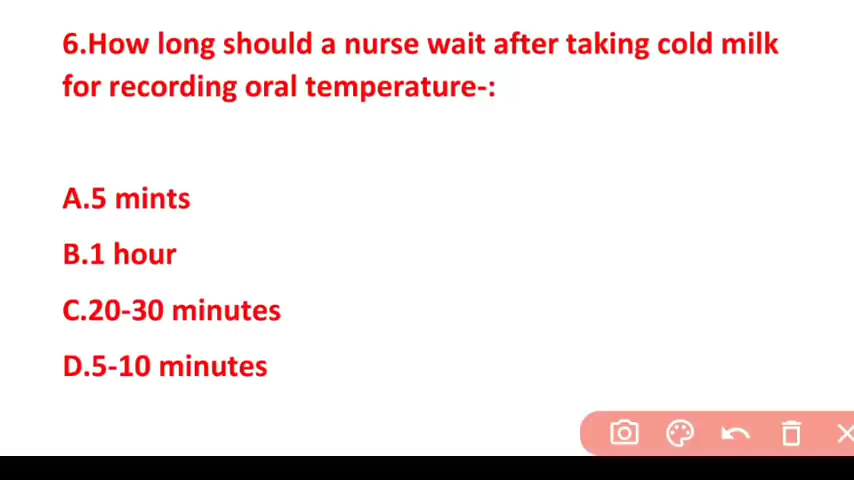 6.How long should a nurse wait after taking cold milk
for recording oral temperature-:
A.5 mints
B.1 hour
C.20-30 minutes
D.5-10 minutes